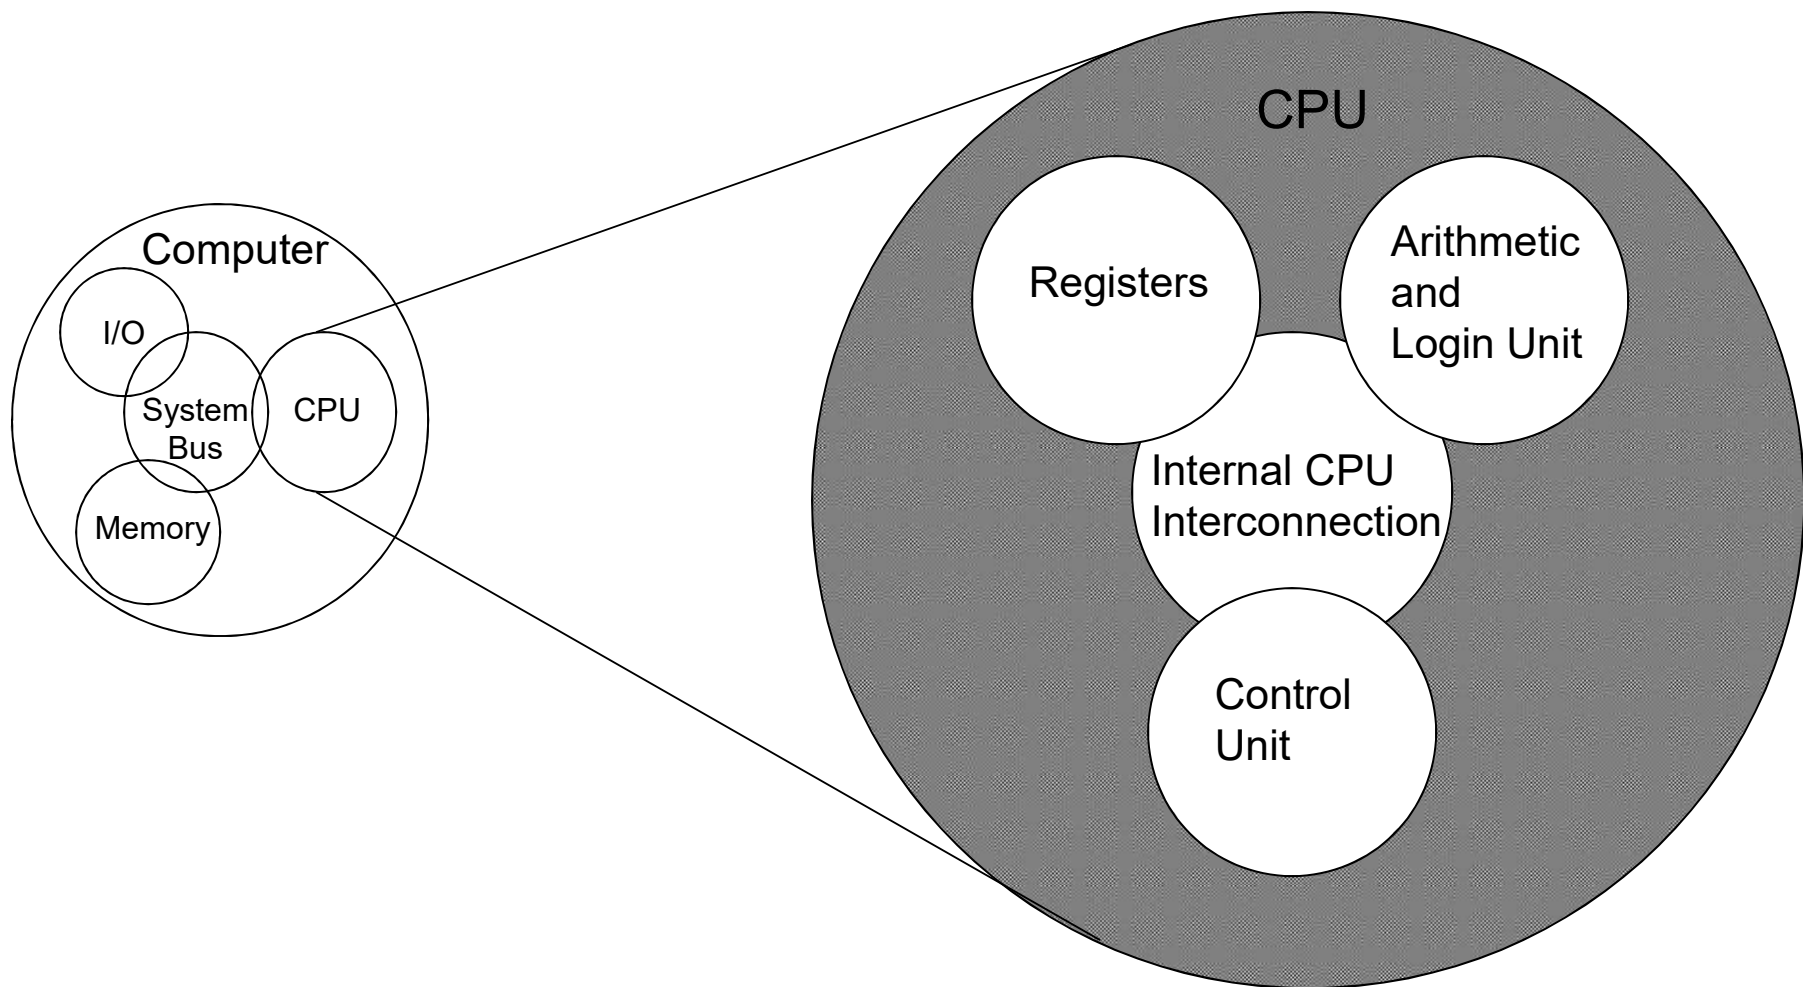 Computer
I/O
System
Bus
CPU
Memory
CPU
Registers
Arithmetic
and
Login Unit
Internal CPU
Interconnection
Control
Unit